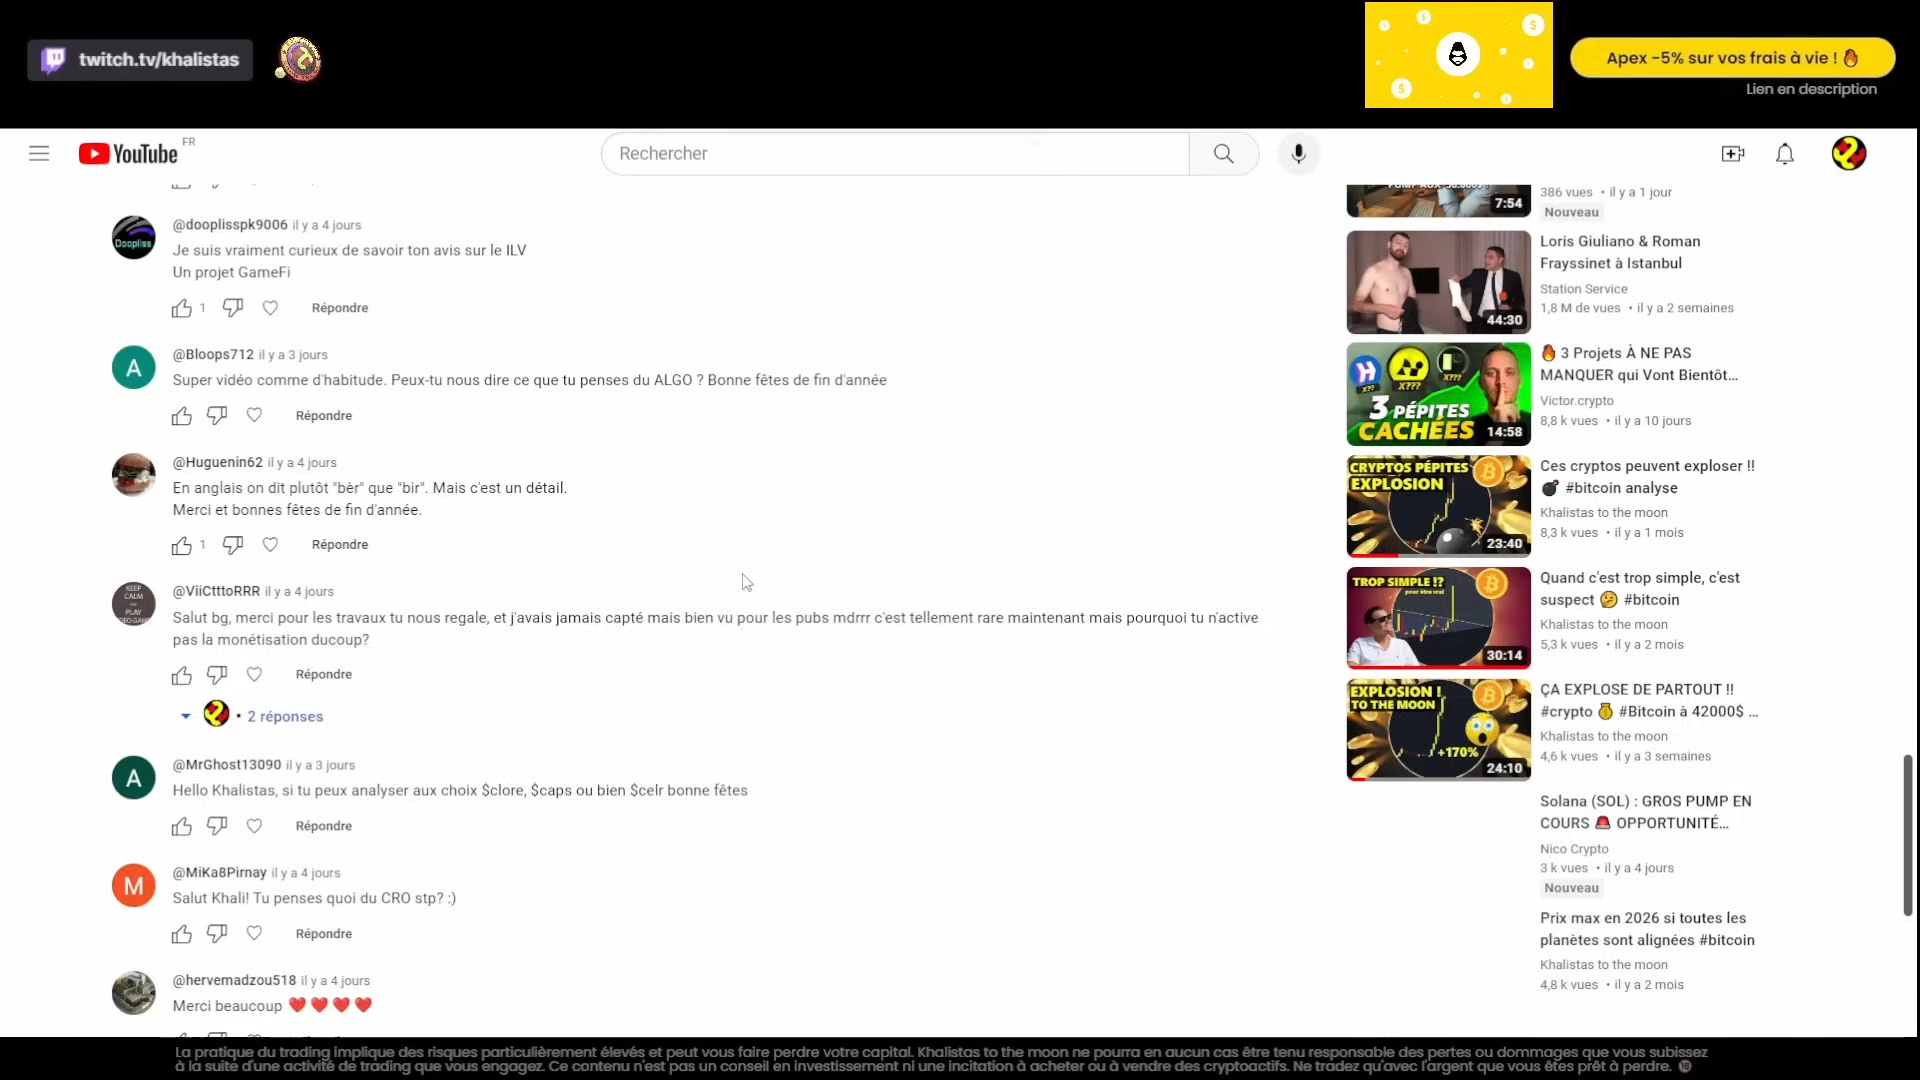 twitch.tv/khalistas
Apex -5% sur vos frais à vie ! 🔥
Lien en description
YouTube FR
Rechercher
@dooplisspk9006 il y a 4 jours
Je suis vraiment curieux de savoir ton avis sur le ILV
Un projet GameFi
1 Répondre
@Bloops712 il y a 3 jours
Super vidéo comme d'habitude. Peux-tu nous dire ce que tu penses du ALGO ? Bonne fêtes de fin d'année
Répondre
@Huguenin62 il y a 4 jours
En anglais on dit plutôt "bèr" que "bir". Mais c'est un détail.
Merci et bonnes fêtes de fin d'année.
1 Répondre
@ViiCtttoRRR il y a 4 jours
Salut bg, merci pour les travaux tu nous regale, et j'avais jamais capté mais bien vu pour les pubs mdrrr c'est tellement rare maintenant mais pourquoi tu n'active
pas la monétisation ducoup?
Répondre
• 2 réponses
@MrGhost13090 il y a 3 jours
Hello Khalistas, si tu peux analyser aux choix $clore, $caps ou bien $celr bonne fêtes
Répondre
@MiKa8Pirnay il y a 4 jours
Salut Khali! Tu penses quoi du CRO stp? :)
Répondre
@hervemadzou518 il y a 4 jours
Merci beaucoup ❤️ ❤️ ❤️ ❤️
Doopliss
A
KEEP
CALM
AND
PLAY
A
M
7:54
386 vues • il y a 1 jour
Nouveau
44:30
Loris Giuliano & Roman
Frayssinet à Istanbul
Station Service
1,8 M de vues • il y a 2 semaines
X??
X???
X???
3 PÉPITES
CACHÉES
14:58
🔥 3 Projets À NE PAS
MANQUER qui Vont Bientôt...
Victor.crypto
8,8 k vues • il y a 10 jours
CRYPTOS PÉPITES
EXPLOSION
23:40
Ces cryptos peuvent exploser !!
💣 #bitcoin analyse
Khalistas to the moon
8,3 k vues • il y a 1 mois
TROP SIMPLE !?
pour être vrai
30:14
Quand c'est trop simple, c'est
suspect 🤔 #bitcoin
Khalistas to the moon
5,3 k vues • il y a 2 mois
EXPLOSION !
TO THE MOON
+170%
24:10
ÇA EXPLOSE DE PARTOUT !!
#crypto 💰 #Bitcoin à 42000$ ...
Khalistas to the moon
4,6 k vues • il y a 3 semaines
Solana (SOL) : GROS PUMP EN
COURS 🚨 OPPORTUNITÉ...
Nico Crypto
3 k vues • il y a 4 jours
Nouveau
Prix max en 2026 si toutes les
planètes sont alignées #bitcoin
Khalistas to the moon
4,8 k vues • il y a 2 mois
La pratique du trading implique des risques particulièrement élevés et peut vous faire perdre votre capital. Khalistas to the moon ne pourra en aucun cas être tenu responsable des pertes ou dommages que vous subissez
à la suite d'une activité de trading que vous engagez. Ce contenu n'est pas un conseil en investissement ni une incitation à acheter ou à vendre des cryptoactifs. Ne tradez qu'avec l'argent que vous êtes prêt à perdre. 🔞